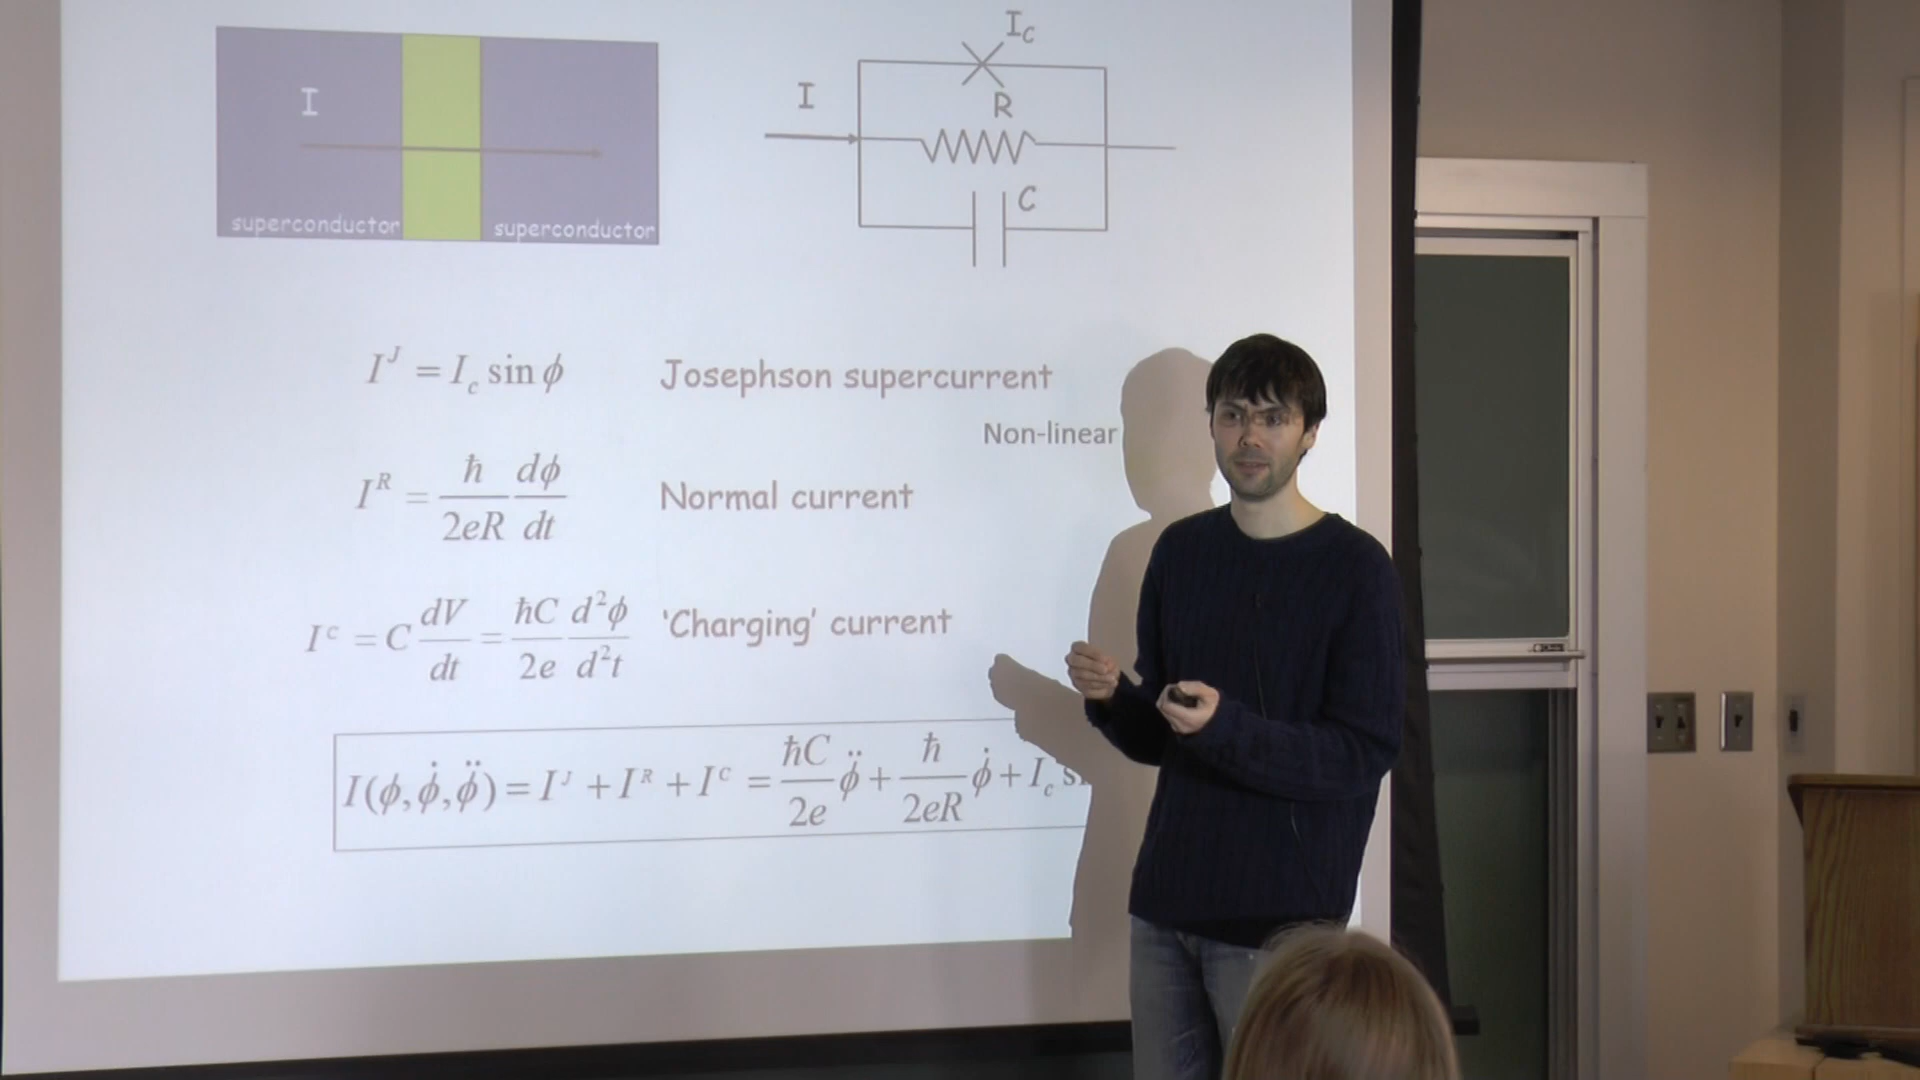 I
superconductor
superconductor
I
I_C
R
C
I^J = I_c sin ϕ
Josephson supercurrent
Non-linear
I^R = ħ/2eR dϕ/dt
Normal current
I^C = C dV/dt = ħC/2e d²ϕ/d²t
'Charging' current
I(ϕ, ϕ̇, ϕ̈) = I^J + I^R + I^C = ħC/2e ϕ̈ + ħ/2eR ϕ̇ + I_c